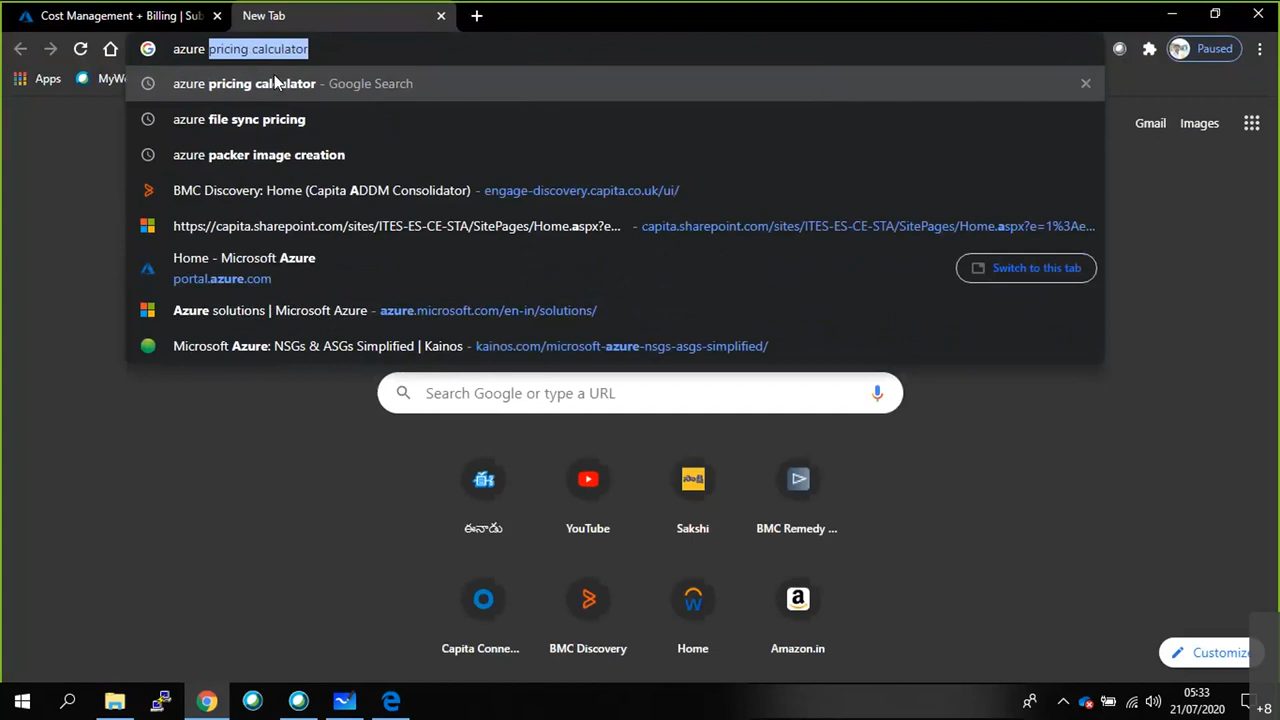 Cost Management + Billing | Sub
New Tab
azure pricing calculator
Paused
Apps
MyW
azure pricing calculator - Google Search
azure file sync pricing
Gmail
Images
azure packer image creation
BMC Discovery: Home (Capita ADDM Consolidator) - engage-discovery.capita.co.uk/ui/
https://capita.sharepoint.com/sites/ITES-ES-CE-STA/SitePages/Home.aspx?e... - capita.sharepoint.com/sites/ITES-ES-CE-STA/SitePages/Home.aspx?e=1%3Ae...
Home - Microsoft Azure
portal.azure.com
Switch to this tab
Azure solutions | Microsoft Azure - azure.microsoft.com/en-in/solutions/
Microsoft Azure: NSGs & ASGs Simplified | Kainos - kainos.com/microsoft-azure-nsgs-asgs-simplified/
Search Google or type a URL
ఈనాడు
YouTube
Sakshi
BMC Remedy ...
Capita Conne...
BMC Discovery
Home
Amazon.in
Customize
05:33
21/07/2020
+8